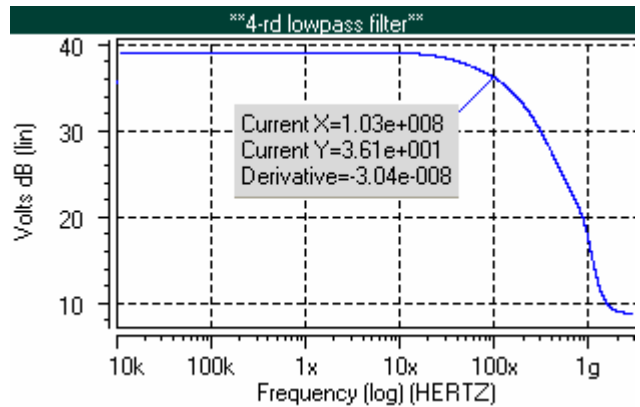 **4-rd lowpass filter**
40
30
20
10
Volts dB (lin)
Current X=1.03e+008
Current Y=3.61e+001
Derivative=-3.04e-008
10k 100k 1x 10x 100x 1g
Frequency (log) (HERTZ)